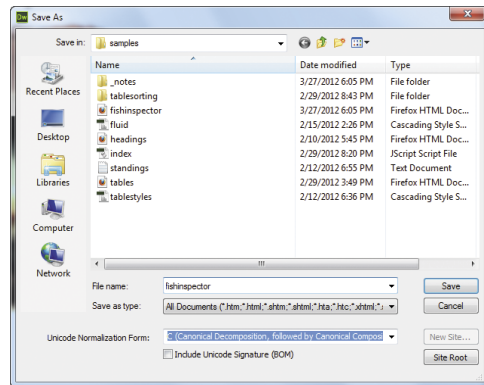 Dw Save As
Save in: samples
Name Date modified Type
_notes 3/27/2012 6:05 PM File folder
tablesorting 2/29/2012 8:43 PM File folder
fishinspector 3/27/2012 6:05 PM Firefox HTML Doc...
fluid 2/15/2012 2:26 PM Cascading Style S...
headings 2/10/2012 5:45 PM Firefox HTML Doc...
index 2/29/2012 8:20 PM JScript Script File
standings 2/12/2012 6:55 PM Text Document
tables 2/29/2012 3:49 PM Firefox HTML Doc...
tablestyles 2/12/2012 6:36 PM Cascading Style S...
Recent Places
Desktop
Libraries
Computer
Network
File name: fishinspector Save
Save as type: All Documents (*.htm;*.html;*.shtm;*.shtml;*.hta;*.htc;*.xhtml;*.s Cancel
Unicode Normalization Form: C (Canonical Decomposition, followed by Canonical Composi New Site...
Include Unicode Signature (BOM) Site Root